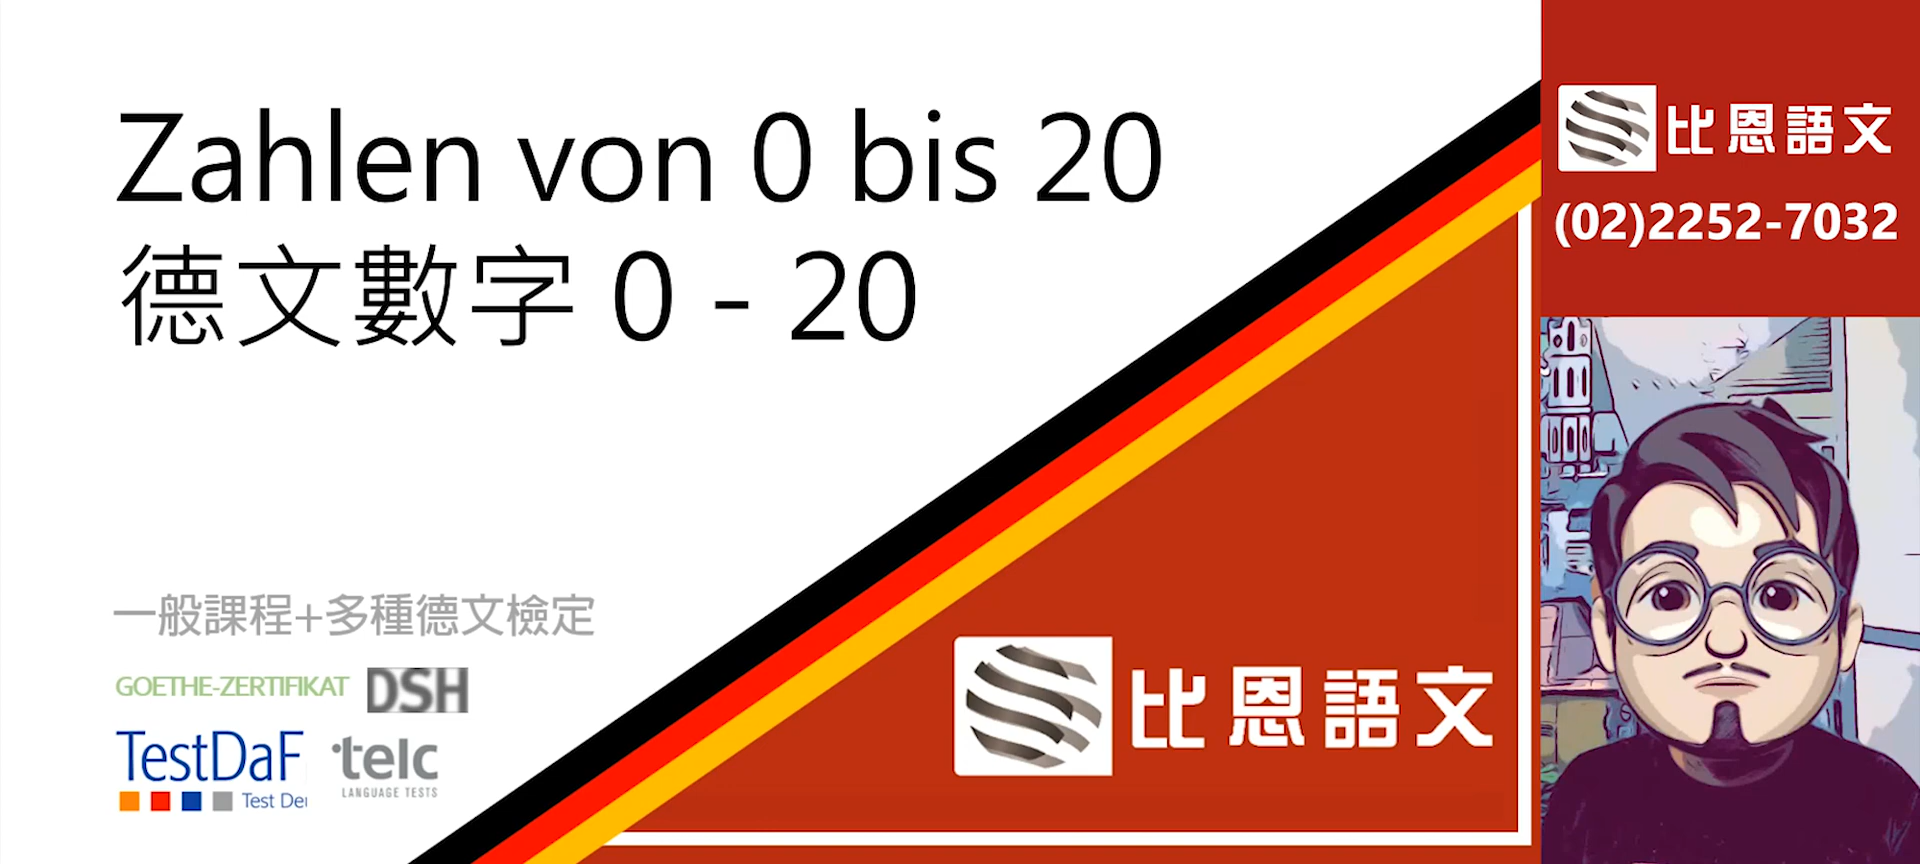 Zahlen von 0 bis 20
德文數字 0 - 20
一般課程+多種德文檢定
GOETHE-ZERTIFIKAT DSH
TestDaF telc
LANGUAGE TESTS
Test
比恩語文
比恩語文
(02)2252-7032